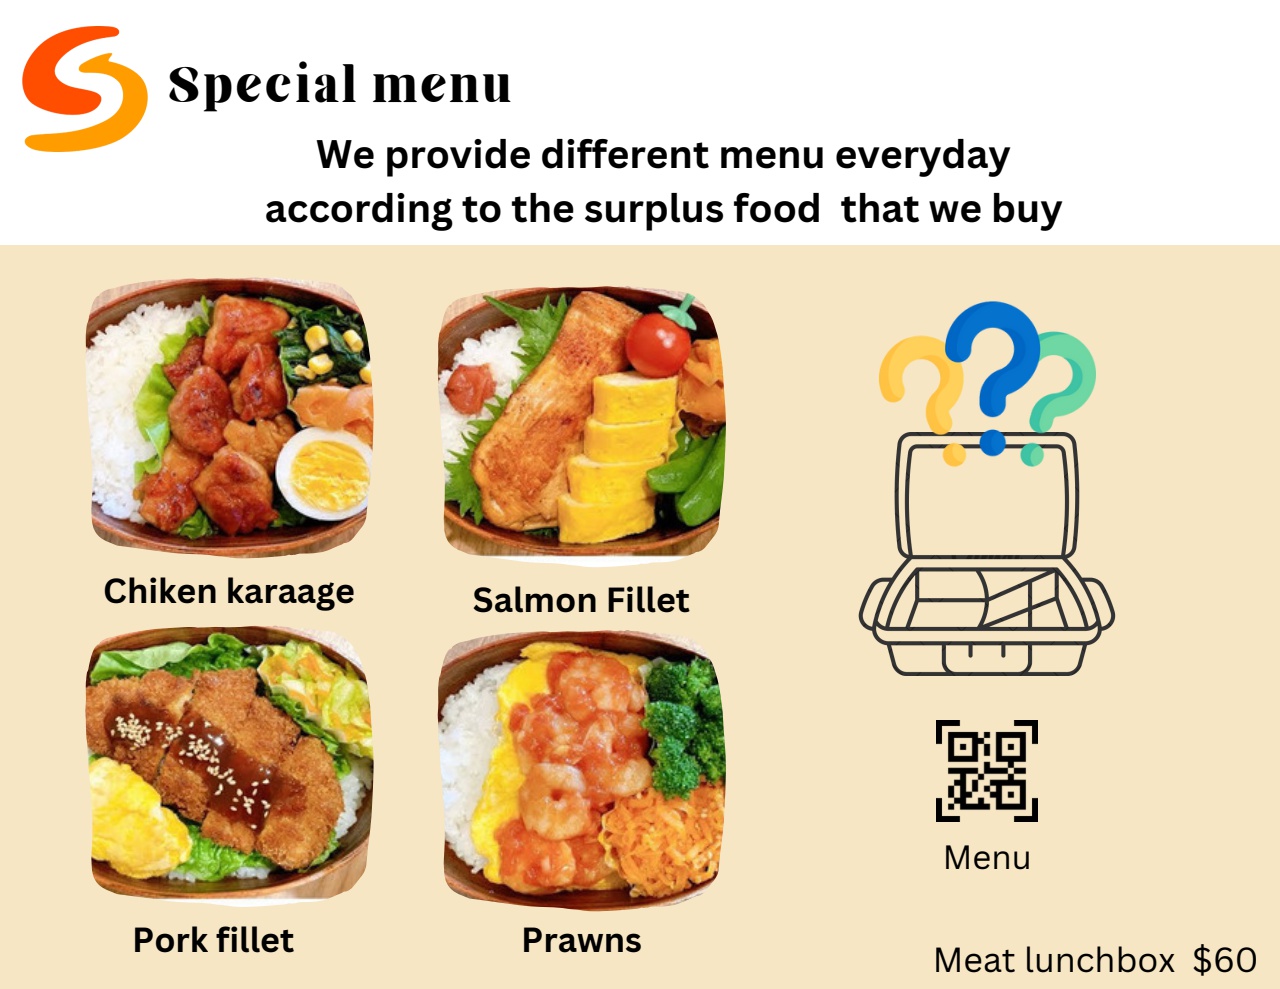 Special menu
We provide different menu everyday
according to the surplus food  that we buy
Chiken karaage
Salmon Fillet
Pork fillet
Prawns
Menu
Meat lunchbox  $60